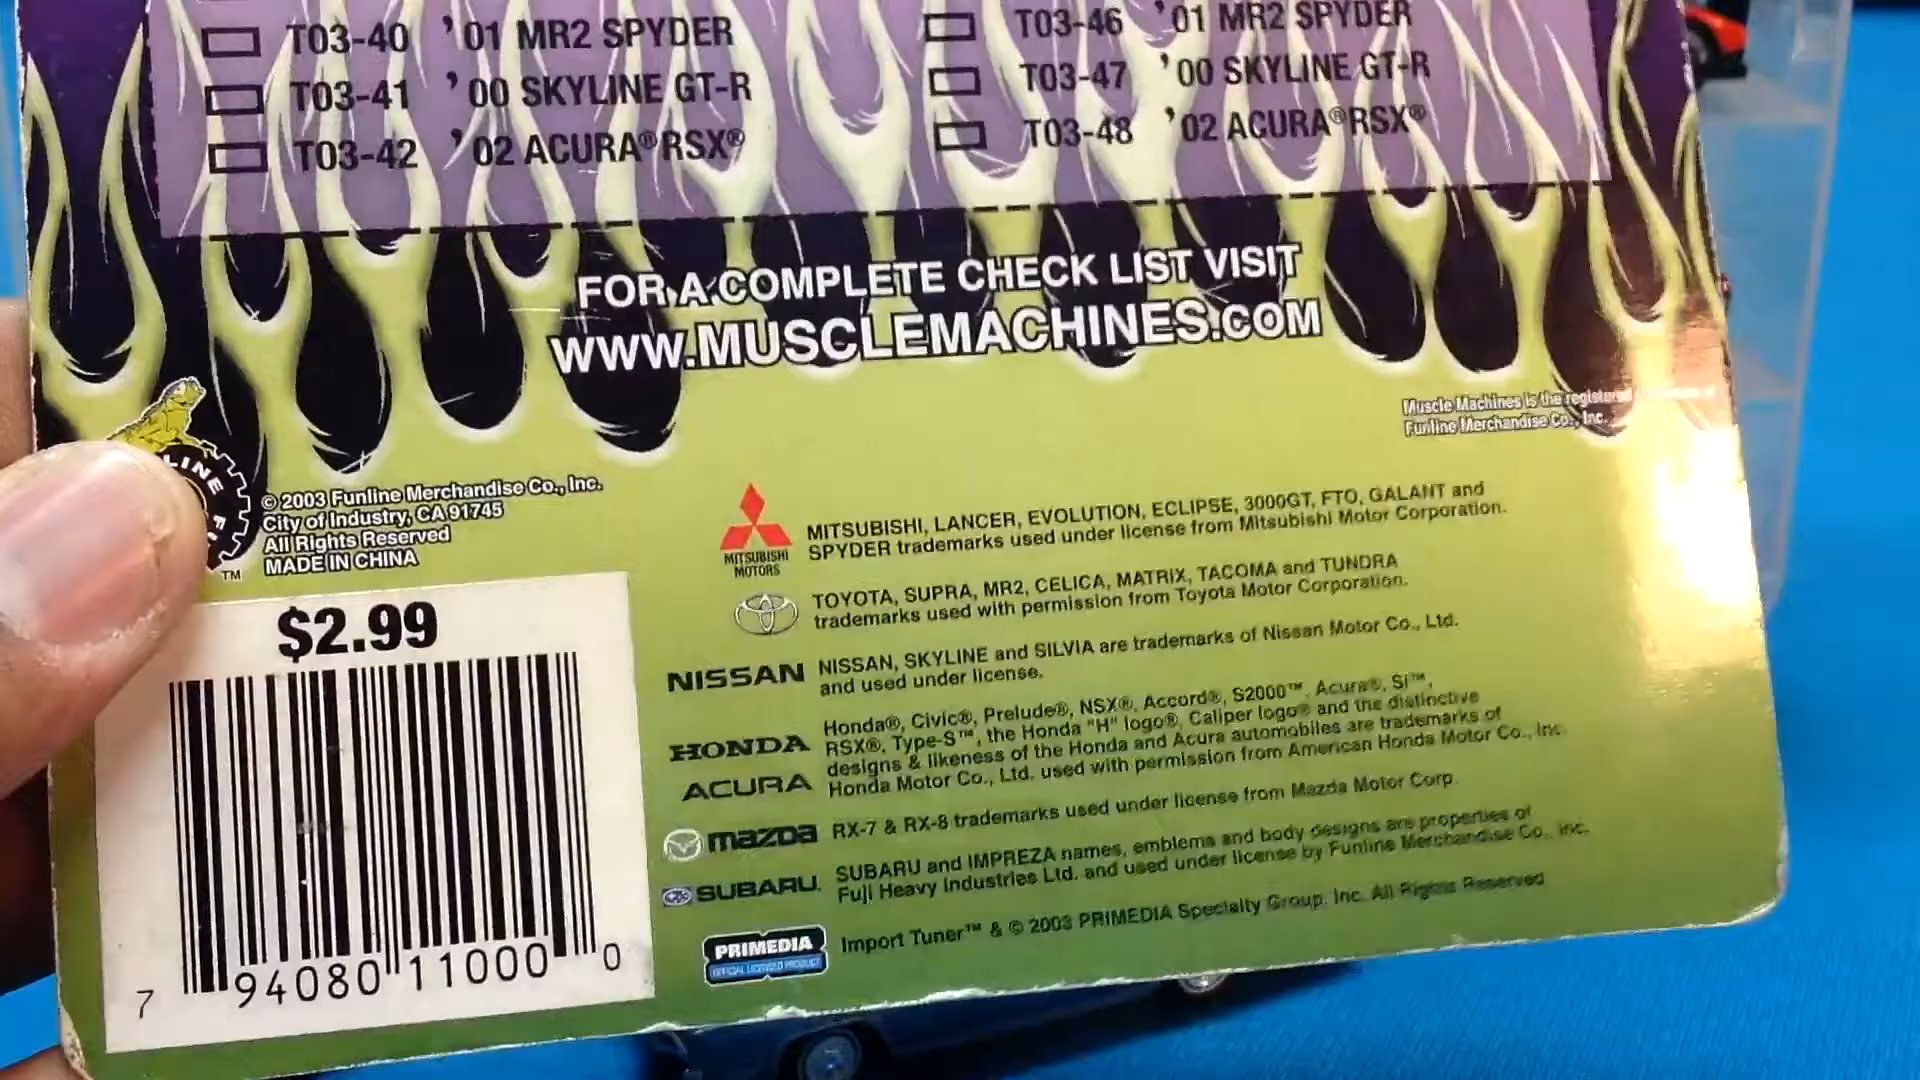 T03-40 '01 MR2 SPYDER
T03-41 '00 SKYLINE GT-R
T03-42 '02 ACURA® RSX®
T03-46 '01 MR2 SPYDER
T03-47 '00 SKYLINE GT-R
T03-48 '02 ACURA® RSX®
FOR A COMPLETE CHECK LIST VISIT
WWW.MUSCLEMACHINES.COM
Muscle Machines is the registered
Funline Merchandise Co., Inc.
LINE
TM
© 2003 Funline Merchandise Co., Inc.
City of Industry, CA 91745
All Rights Reserved
MADE IN CHINA
$2.99
7 94080 11000 0
MITSUBISHI
MOTORS
MITSUBISHI, LANCER, EVOLUTION, ECLIPSE, 3000GT, FTO, GALANT and
SPYDER trademarks used under license from Mitsubishi Motor Corporation.
TOYOTA, SUPRA, MR2, CELICA, MATRIX, TACOMA and TUNDRA
trademarks used with permission from Toyota Motor Corporation.
NISSAN
NISSAN, SKYLINE and SILVIA are trademarks of Nissan Motor Co., Ltd.
and used under license.
HONDA
ACURA
Honda®, Civic®, Prelude®, NSX®, Accord®, S2000™, Acura®, Si™,
RSX®, Type-S™, the Honda "H" logo®, Caliper logo® and the distinctive
designs & likeness of the Honda and Acura automobiles are trademarks of
Honda Motor Co., Ltd. used with permission from American Honda Motor Co., Inc.
mazda
RX-7 & RX-8 trademarks used under license from Mazda Motor Corp.
SUBARU.
SUBARU and IMPREZA names, emblems and body designs are properties of
Fuji Heavy Industries Ltd. and used under license by Funline Merchandise Co., Inc.
PRIMEDIA
OFFICIAL LICENSED PRODUCT
Import Tuner™ & © 2003 PRIMEDIA Specialty Group, Inc. All Rights Reserved